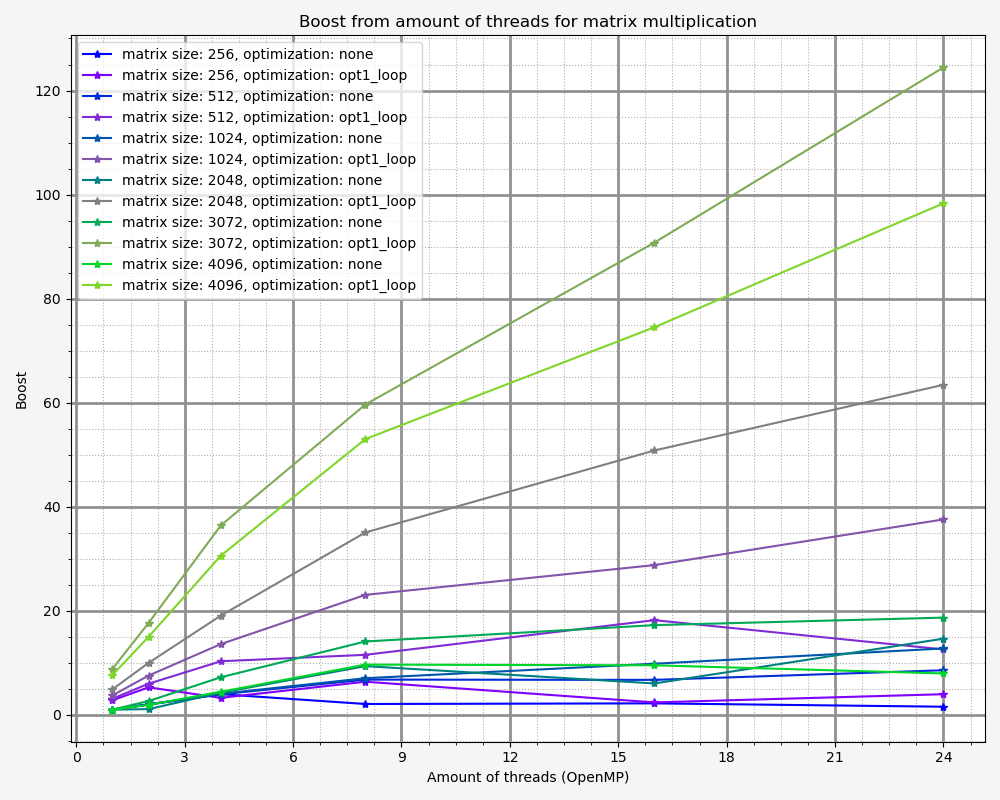 Boost from amount of threads for matrix multiplication
matrix size: 256, optimization: none
matrix size: 256, optimization: opt1_loop
matrix size: 512, optimization: none
matrix size: 512, optimization: opt1_loop
matrix size: 1024, optimization: none
matrix size: 1024, optimization: opt1_loop
matrix size: 2048, optimization: none
matrix size: 2048, optimization: opt1_loop
matrix size: 3072, optimization: none
matrix size: 3072, optimization: opt1_loop
matrix size: 4096, optimization: none
matrix size: 4096, optimization: opt1_loop
Boost
120
100
80
60
40
20
0
0 3 6 9 12 15 18 21 24
Amount of threads (OpenMP)